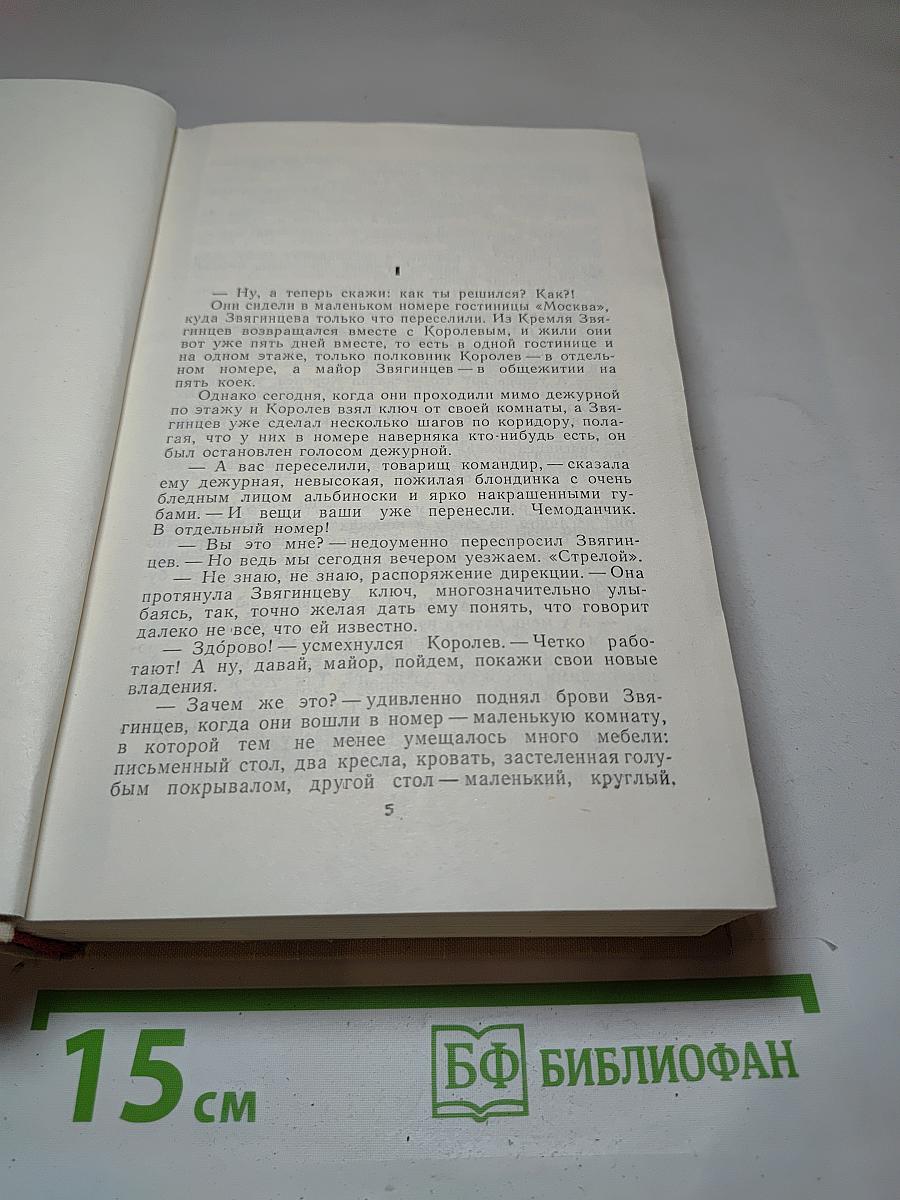 I
— Ну, а теперь скажи: как ты решился? Как?!
Они сидели в маленьком номере гостиницы «Москва»,
куда Звягинцева только что переселили. Из Кремля Звя-
гинцев возвращался вместе с Королевым, и жили они
вот уже пять дней вместе, то есть в одной гостинице и
на одном этаже, только полковник Королев — в отдель-
ном номере, а майор Звягинцев — в общежитии на
пять коек.
Однако сегодня, когда они проходили мимо дежурной
по этажу и Королев взял ключ от своей комнаты, а Звя-
гинцев уже сделал несколько шагов по коридору, пола-
гая, что у них в номере наверняка кто-нибудь есть, он
был остановлен голосом дежурной.
— А вас переселили, товарищ командир, — сказала
ему дежурная, невысокая, пожилая блондинка с очень
бледным лицом альбиноски и ярко накрашенными гу-
бами. — И вещи ваши уже перенесли. Чемоданчик.
В отдельный номер!
— Вы это мне? — недоуменно переспросил Звягин-
цев. — Но ведь мы сегодня вечером уезжаем. «Стрелой».
— Не знаю, не знаю, распоряжение дирекции. — Она
протянула Звягинцеву ключ, многозначительно улы-
баясь, так, точно желая дать ему понять, что говорит
далеко не все, что ей известно.
— Здóрово! — усмехнулся Королев. — Четко рабо-
тают! А ну, давай, майор, пойдем, покажи свои новые
владения.
— Зачем же это? — удивленно поднял брови Звя-
гинцев, когда они вошли в номер — маленькую комнату,
в которой тем не менее умещалось много мебели:
письменный стол, два кресла, кровать, застеленная голу-
бым покрывалом, другой стол — маленький, круглый,
5
15 см
БФ БИБЛИОФАН